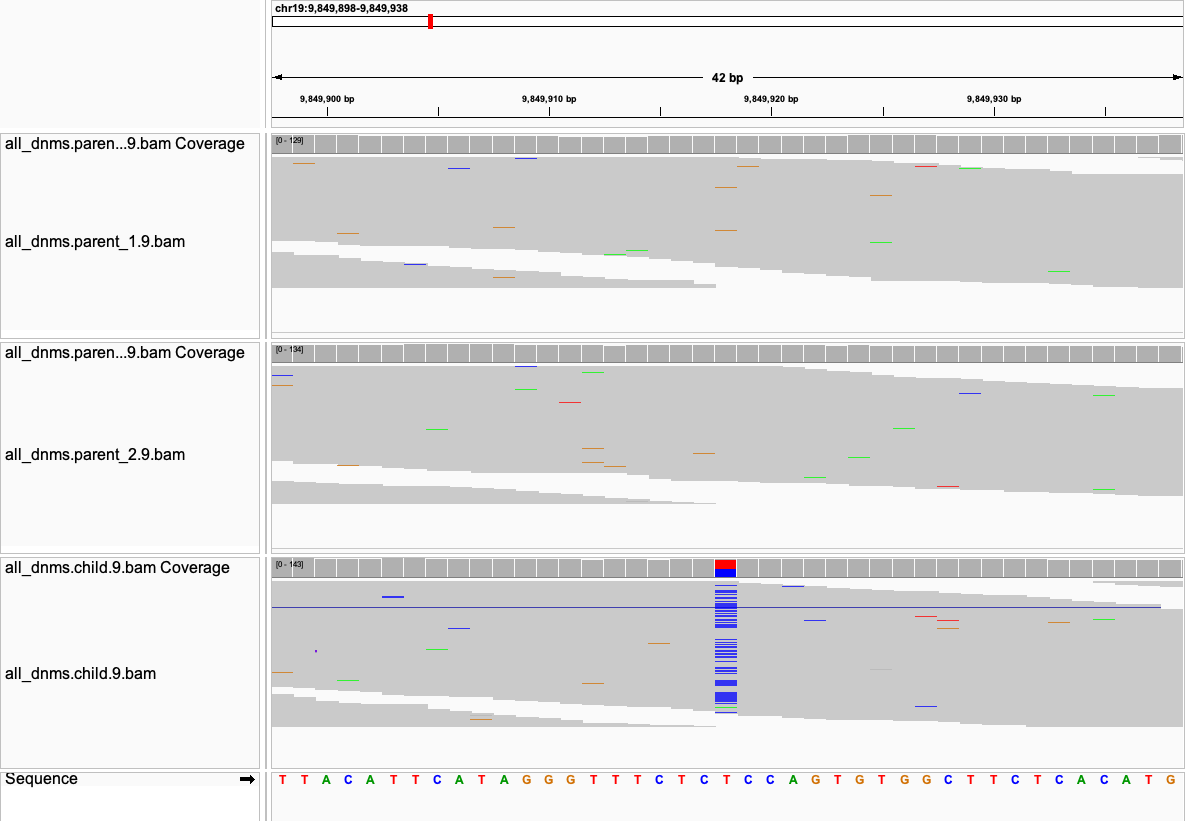 chr19:9,849,898-9,849,938
42 bp
9,849,900 bp 9,849,910 bp 9,849,920 bp 9,849,930 bp
all_dnms.paren...9.bam Coverage
[0 - 129]
all_dnms.parent_1.9.bam
all_dnms.paren...9.bam Coverage
[0 - 134]
all_dnms.parent_2.9.bam
all_dnms.child.9.bam Coverage
[0 - 143]
all_dnms.child.9.bam
Sequence
T T A C A T T C A T A G G G T T T C T C T C C A G T G T G G C T T C T C A C A T G